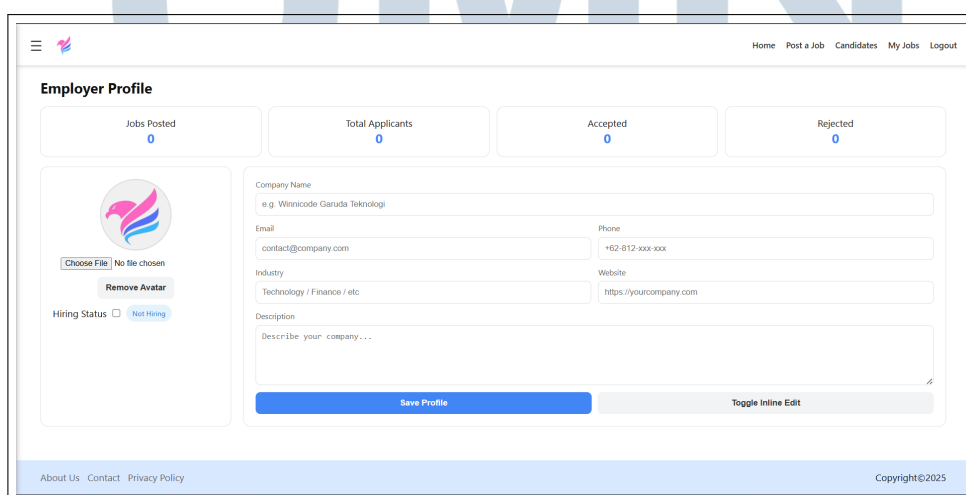 Home Post a Job Candidates My Jobs Logout
Employer Profile
Jobs Posted
0
Total Applicants
0
Accepted
0
Rejected
0
Choose File No file chosen
Remove Avatar
Hiring Status Not Hiring
Company Name
e.g. Winnicode Garuda Teknologi
Email
contact@company.com
Phone
+62-812-xxx-xxx
Industry
Technology / Finance / etc
Website
https://yourcompany.com
Description
Describe your company...
Save Profile
Toggle Inline Edit
About Us Contact Privacy Policy
Copyright©2025